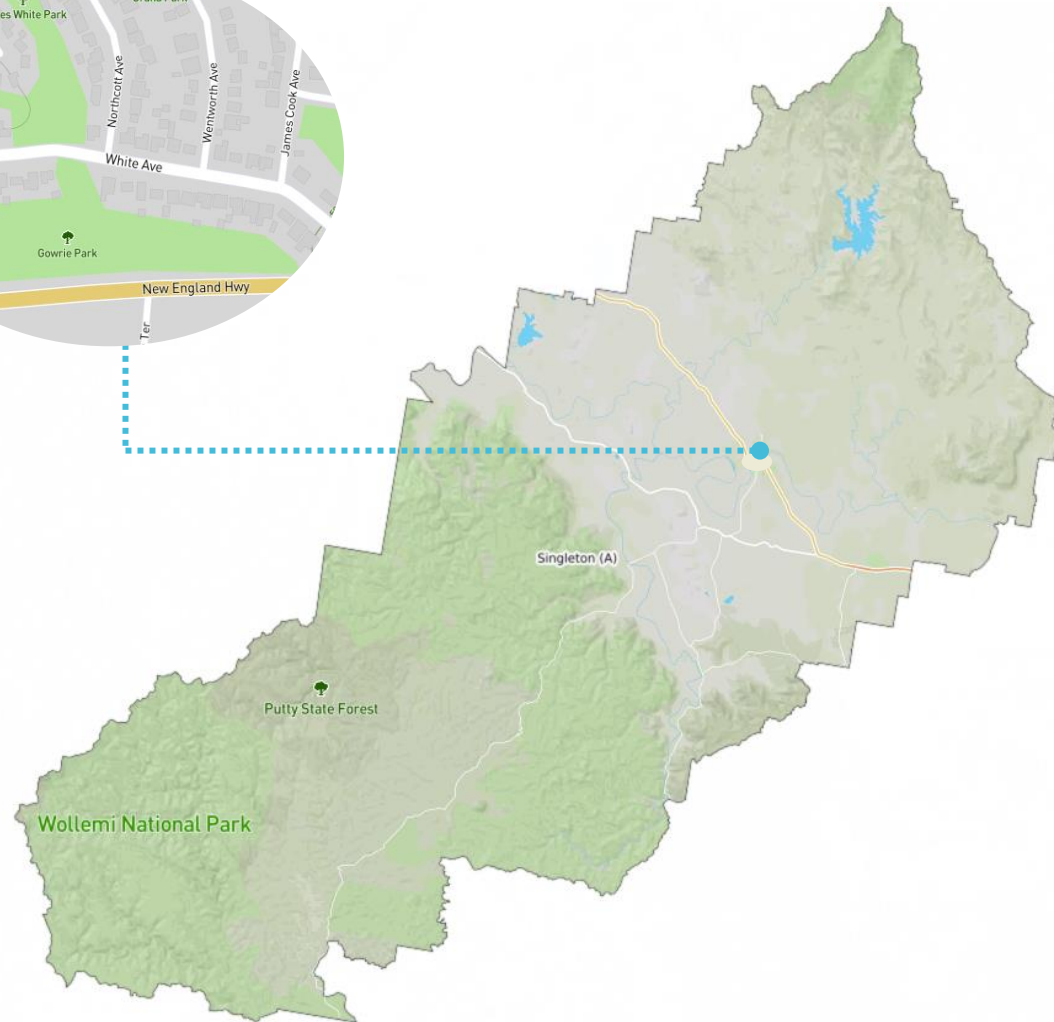 es White Park
Northcott Ave
Wentworth Ave
James Cook Ave
White Ave
Gowrie Park
New England Hwy
Ter
Singleton (A)
Putty State Forest
Wollemi National Park